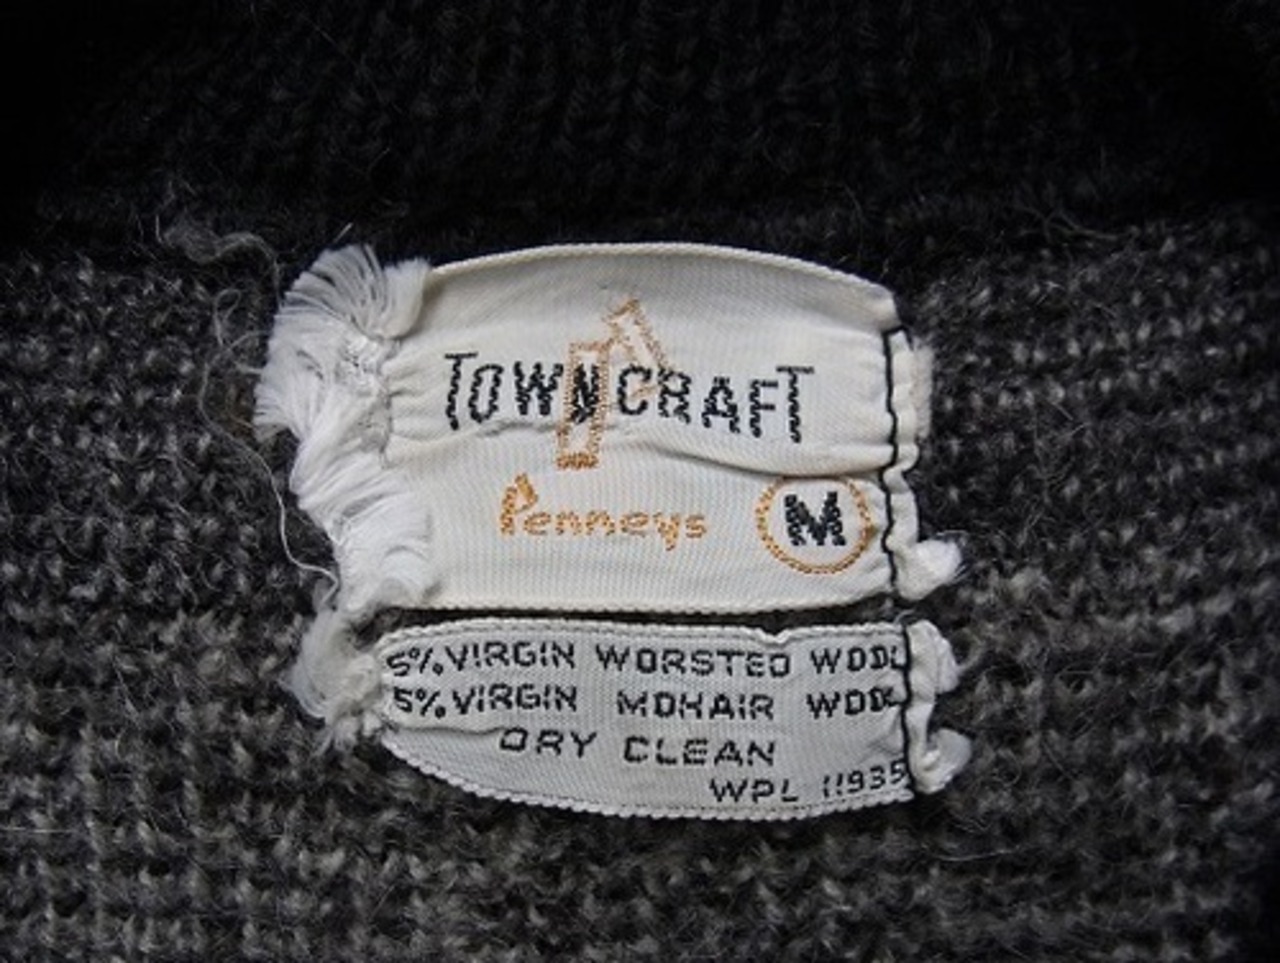 TOWNCRAFT
Penneys M
5% VIRGIN WORSTED WOOL
5% VIRGIN MOHAIR WOOL
DRY CLEAN
WPL 11935